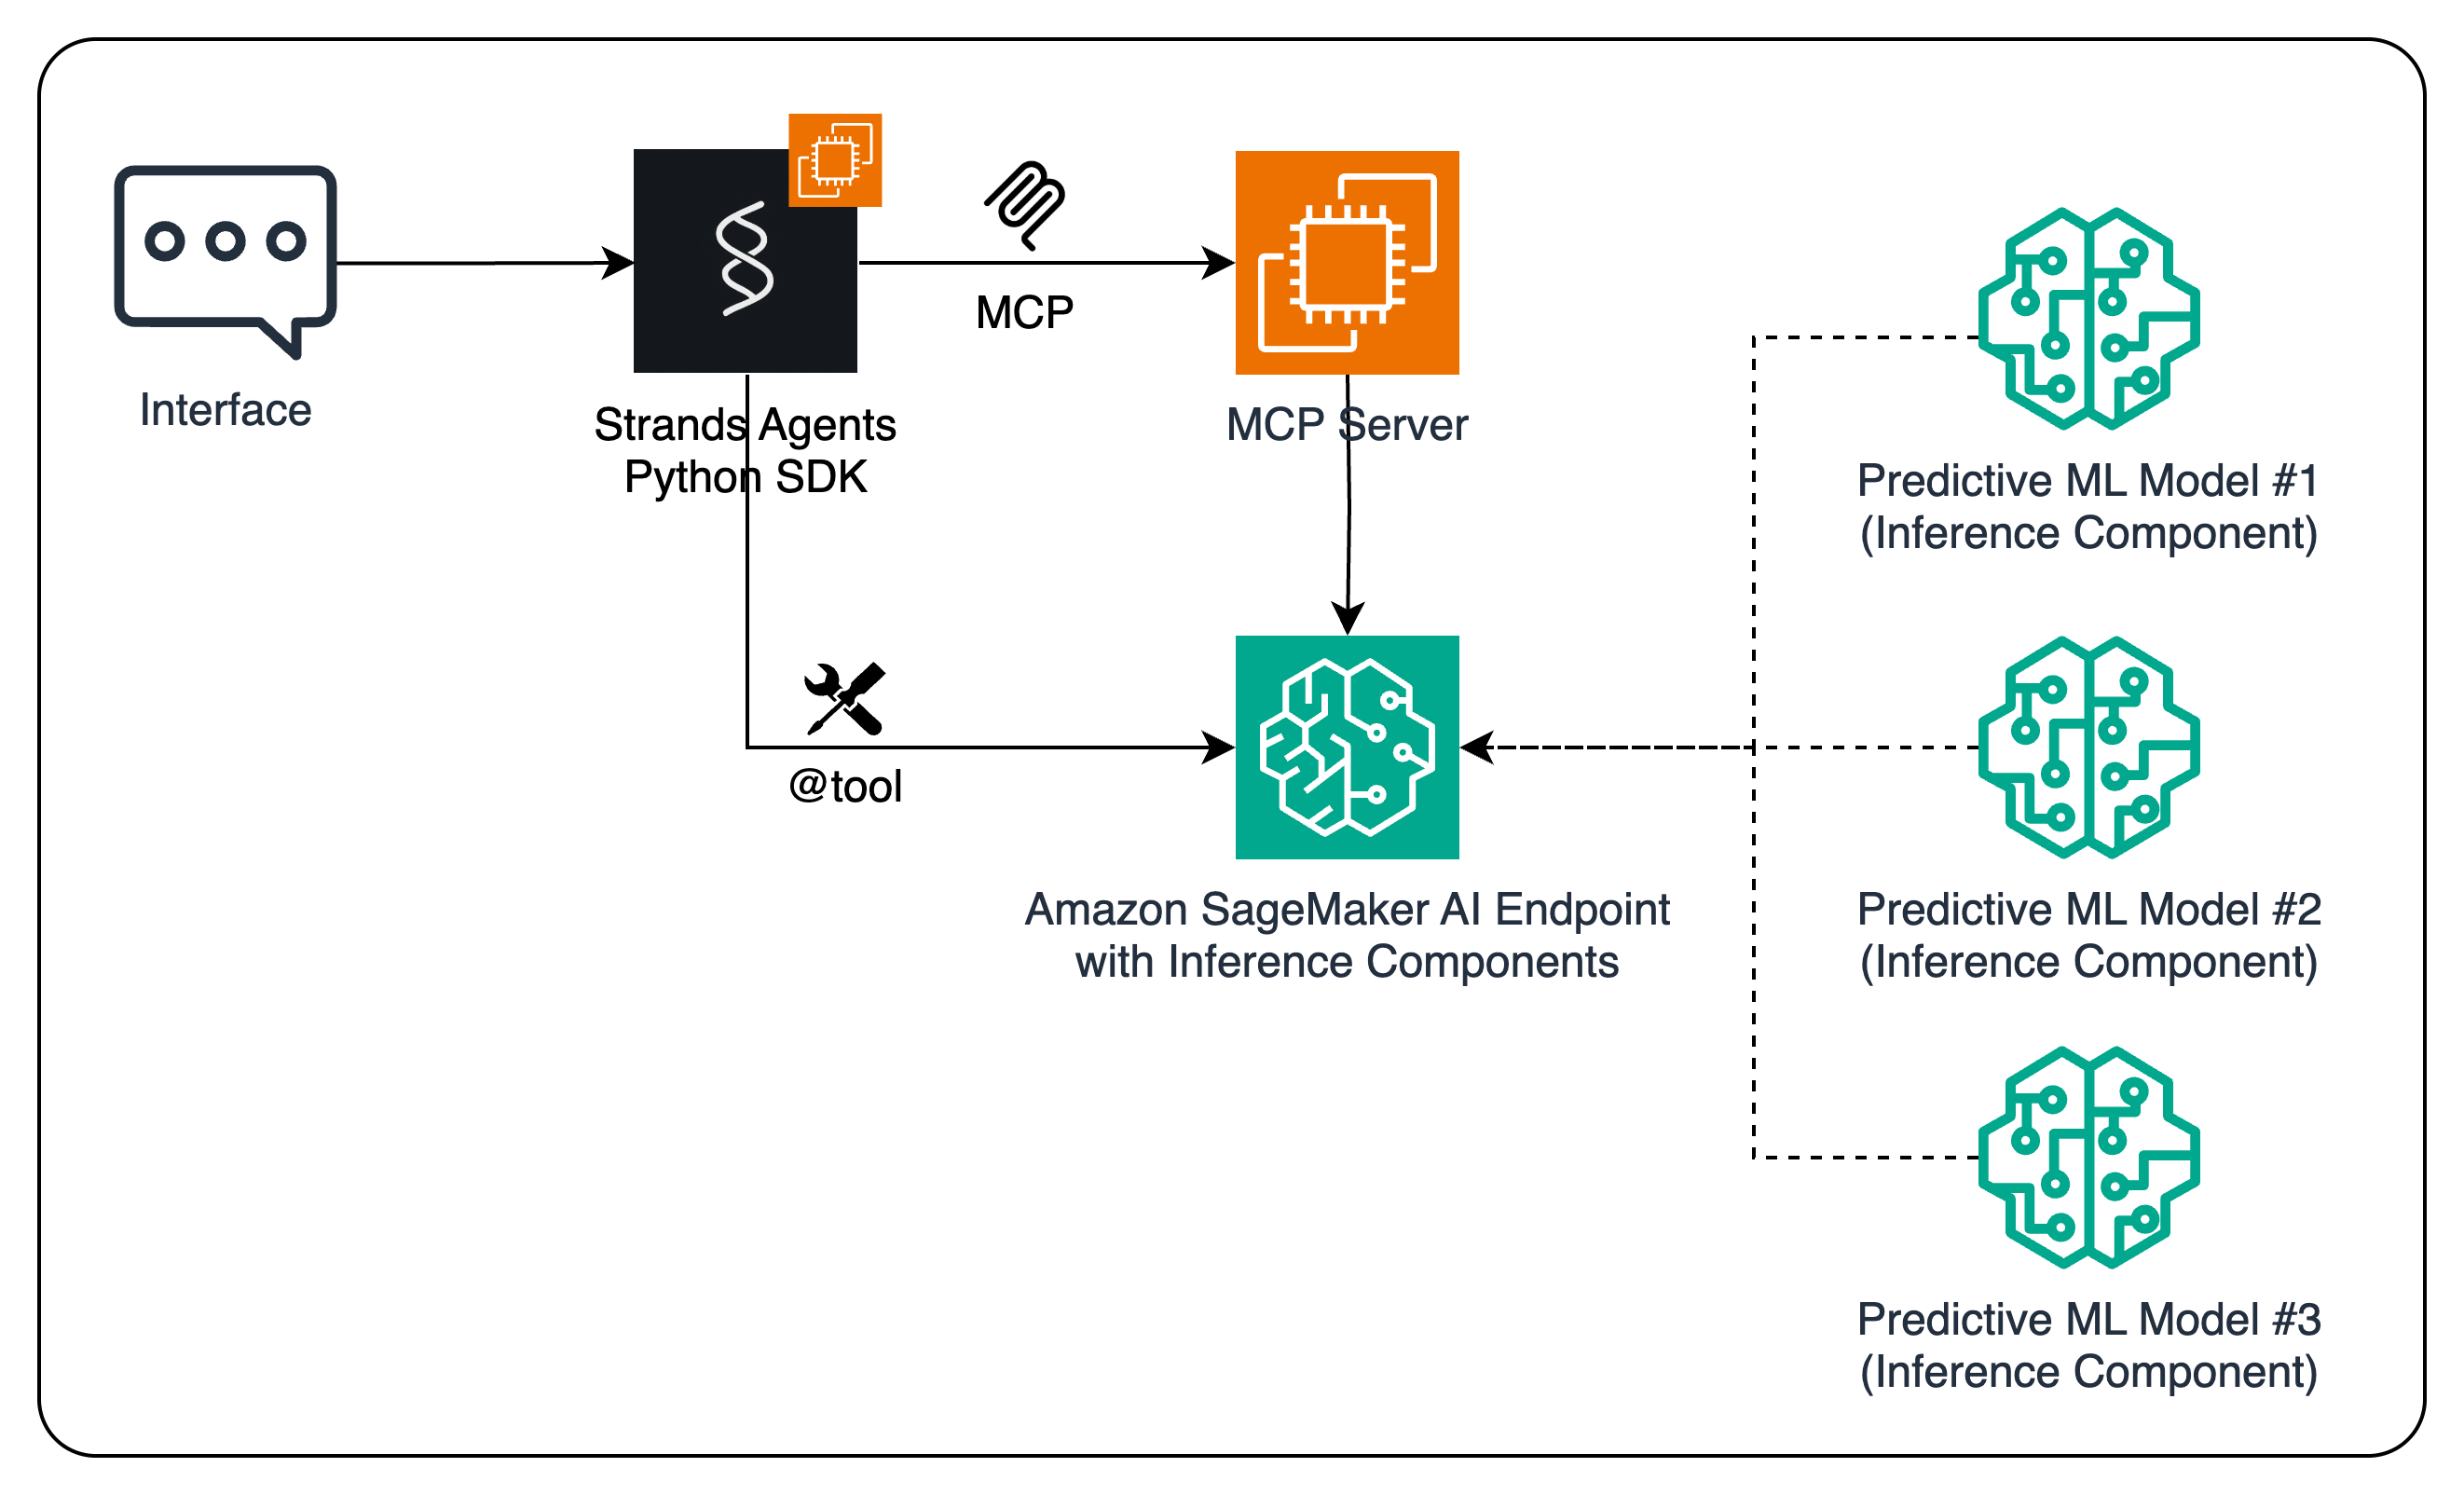 Interface
Strands Agents
Python SDK
MCP
MCP Server
@tool
Amazon SageMaker AI Endpoint
with Inference Components
Predictive ML Model #1
(Inference Component)
Predictive ML Model #2
(Inference Component)
Predictive ML Model #3
(Inference Component)